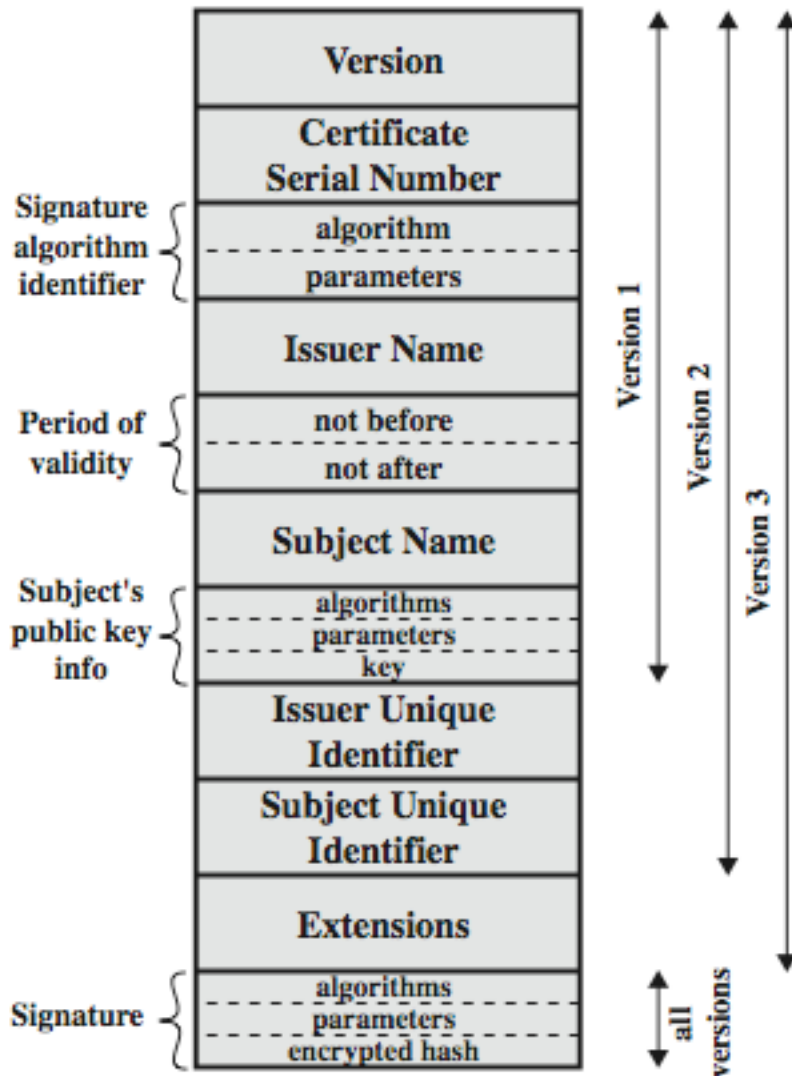 Version
Certificate
Serial Number
Signature
algorithm
identifier
algorithm
parameters
Issuer Name
Period of
validity
not before
not after
Subject Name
Subject's
public key
info
algorithms
parameters
key
Issuer Unique
Identifier
Subject Unique
Identifier
Extensions
Signature
algorithms
parameters
encrypted hash
Version 1
Version 2
Version 3
all
versions